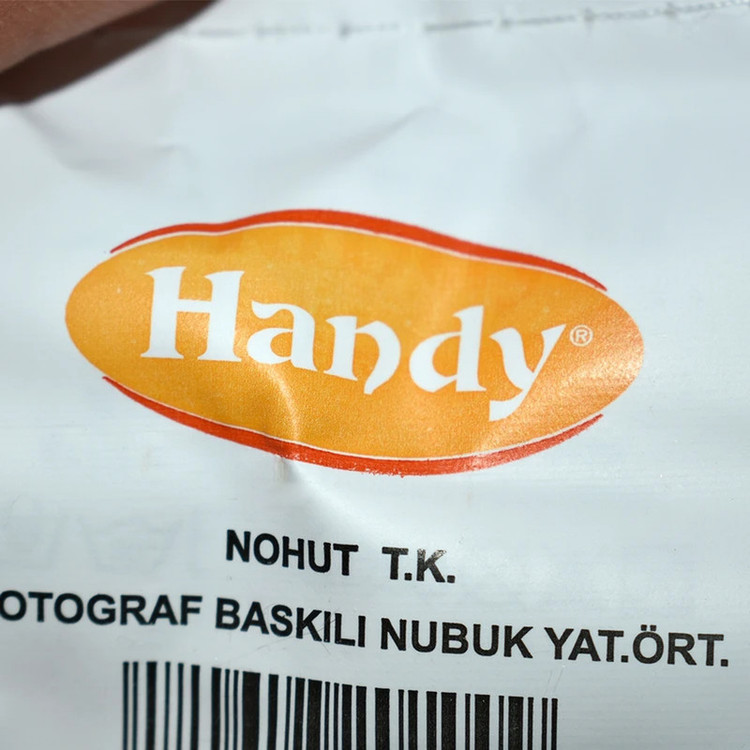 Handy®
NOHUT T.K.
OTOGRAF BASKILI NUBUK YAT.ÖRT.